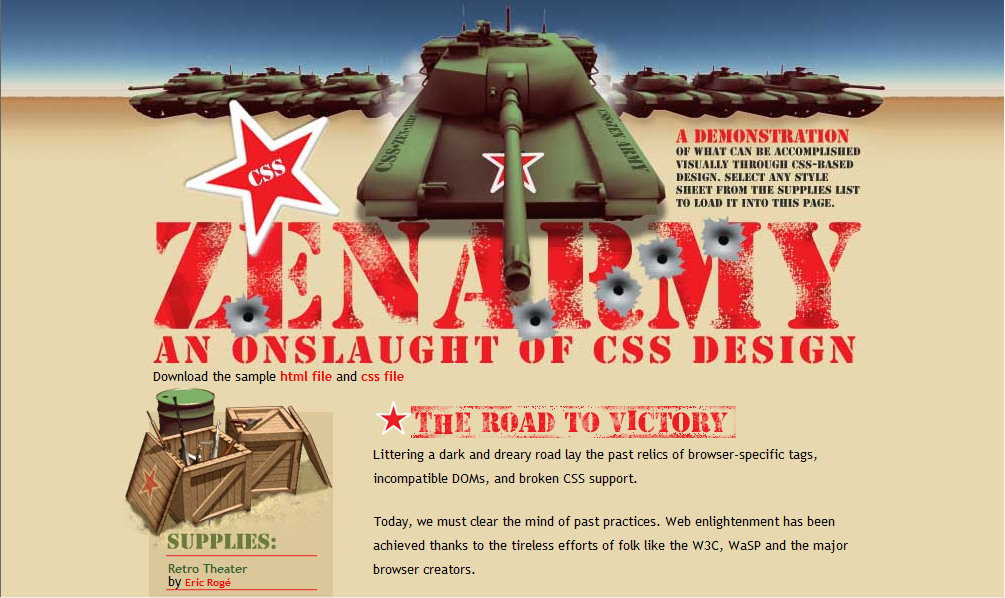 CSS
CSS ZEN ARMY
CSS ZEN ARMY
A DEMONSTRATION
OF WHAT CAN BE ACCOMPLISHED
VISUALLY THROUGH CSS-BASED
DESIGN. SELECT ANY STYLE
SHEET FROM THE SUPPLIES LIST
TO LOAD IT INTO THIS PAGE.
ZENARMY
AN ONSLAUGHT OF CSS DESIGN
Download the sample html file and css file
THE ROAD TO VICTORY
Littering a dark and dreary road lay the past relics of browser-specific tags,
incompatible DOMs, and broken CSS support.
Today, we must clear the mind of past practices. Web enlightenment has been
achieved thanks to the tireless efforts of folk like the W3C, WaSP and the major
browser creators.
SUPPLIES:
Retro Theater
by Eric Rogé